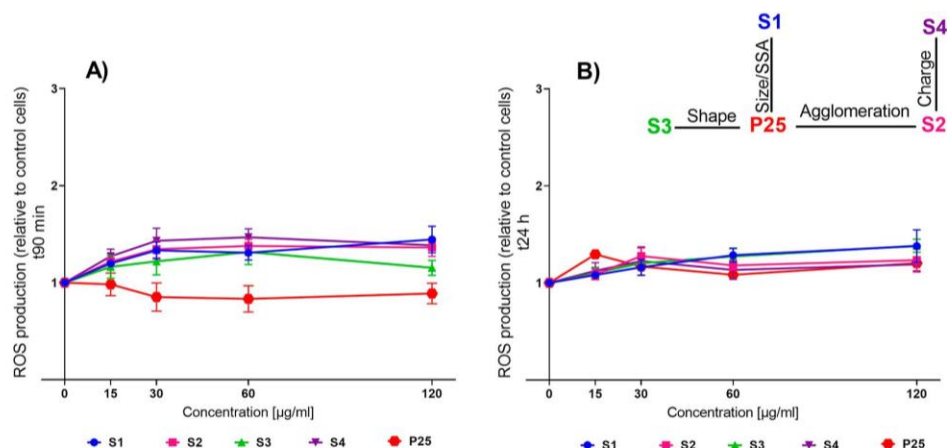 A)
ROS production (relative to control cells)
t90 min
3
2
1
0 15 30 60 120
Concentration [µg/ml]
S1 S2 S3 S4 P25
B)
S1
S4
Size/SSA
Charge
S3 Shape P25 Agglomeration S2
ROS production (relative to control cells)
t24 h
3
2
1
0 15 30 60 120
Concentration [µg/ml]
S1 S2 S3 S4 P25